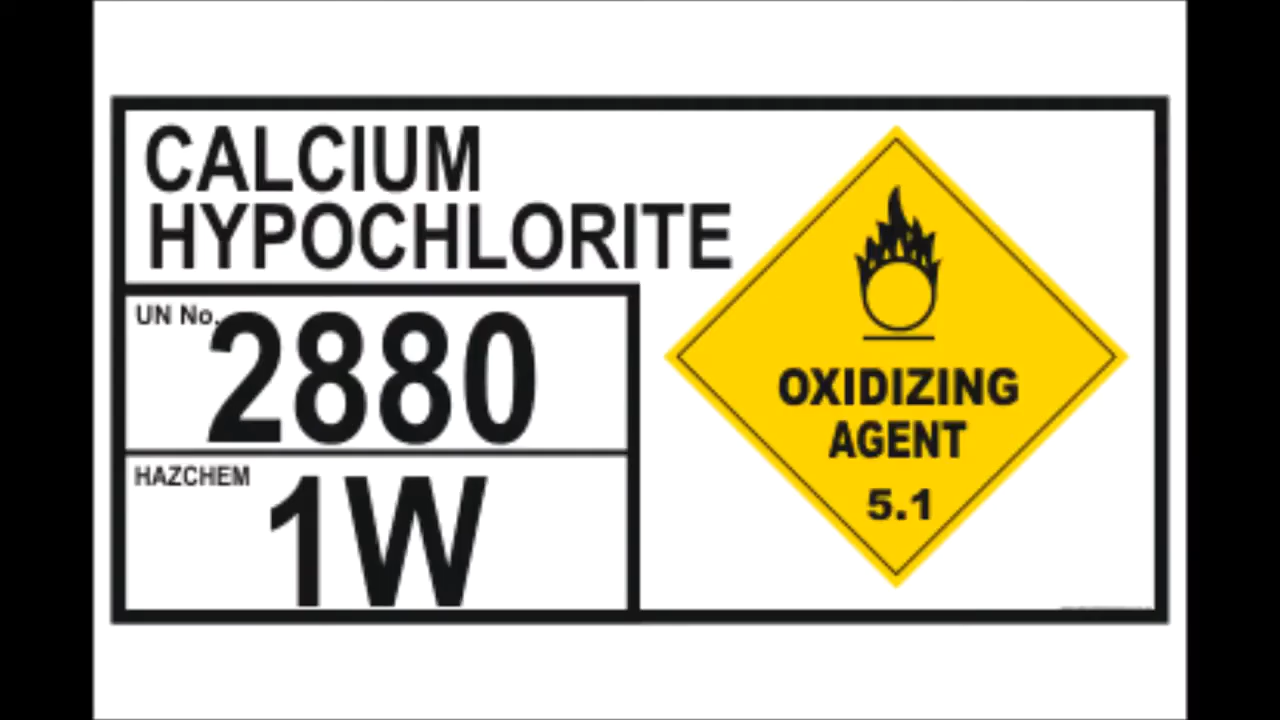 CALCIUM
HYPOCHLORITE
UN No.
2880
HAZCHEM
1W
OXIDIZING
AGENT
5.1